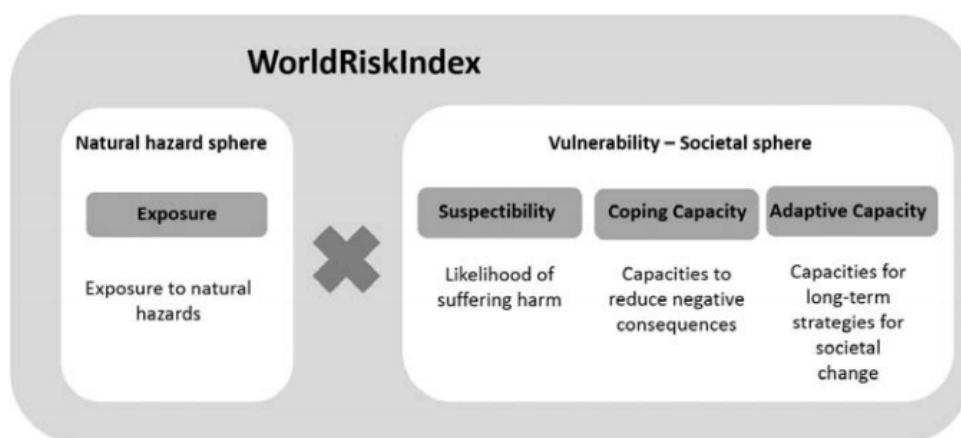 WorldRiskIndex
Natural hazard sphere
Exposure
Exposure to natural
hazards
Vulnerability – Societal sphere
Suspectibility
Likelihood of
suffering harm
Coping Capacity
Capacities to
reduce negative
consequences
Adaptive Capacity
Capacities for
long-term
strategies for
societal
change